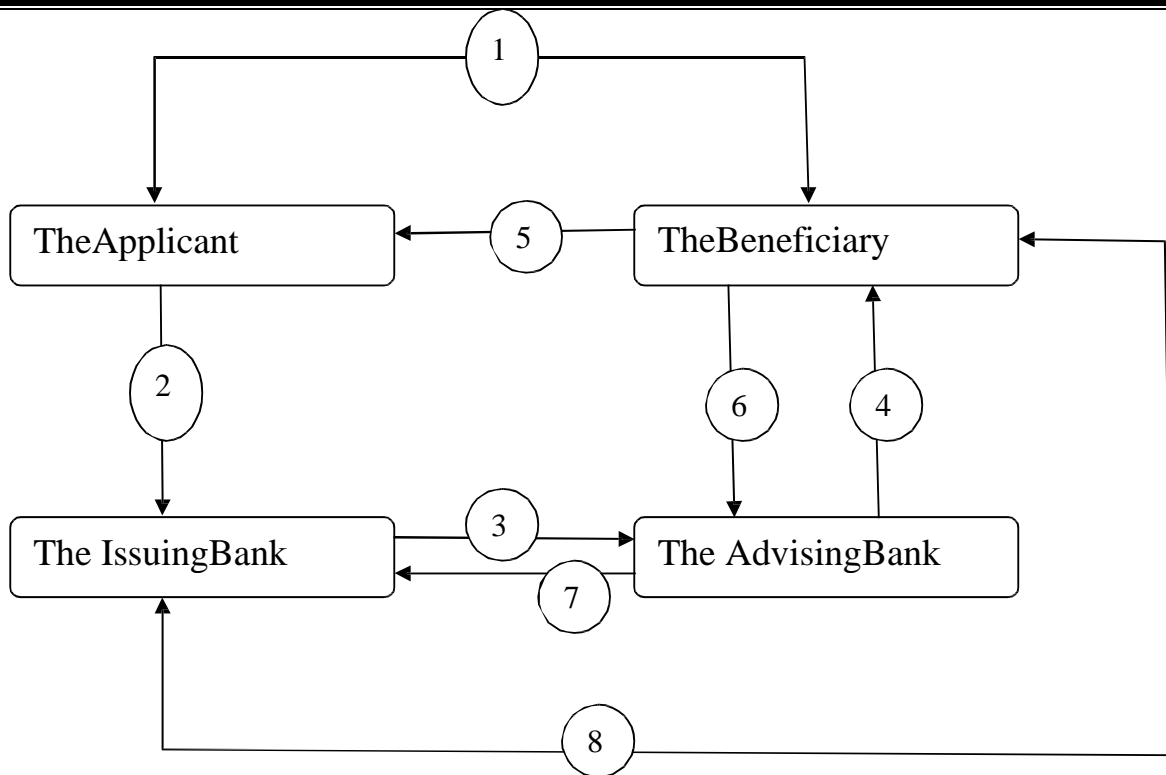 1
TheApplicant
5
TheBeneficiary
2
6
4
The IssuingBank
3
The AdvisingBank
7
8